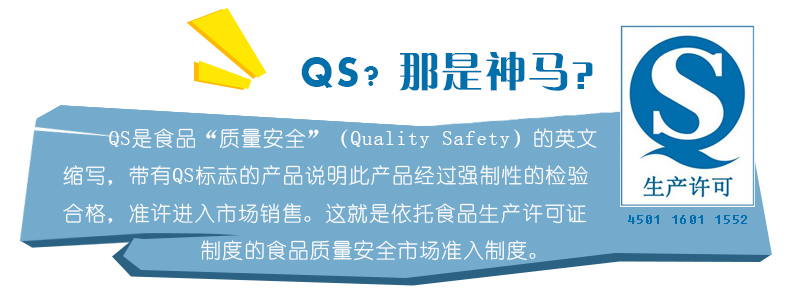 QS？那是神马？
QS是食品“质量安全”（Quality Safety）的英文
缩写，带有QS标志的产品说明此产品经过强制性的检验
合格，准许进入市场销售。这就是依托食品生产许可证
制度的食品质量安全市场准入制度。
QS
生产许可
4501 1601 1552